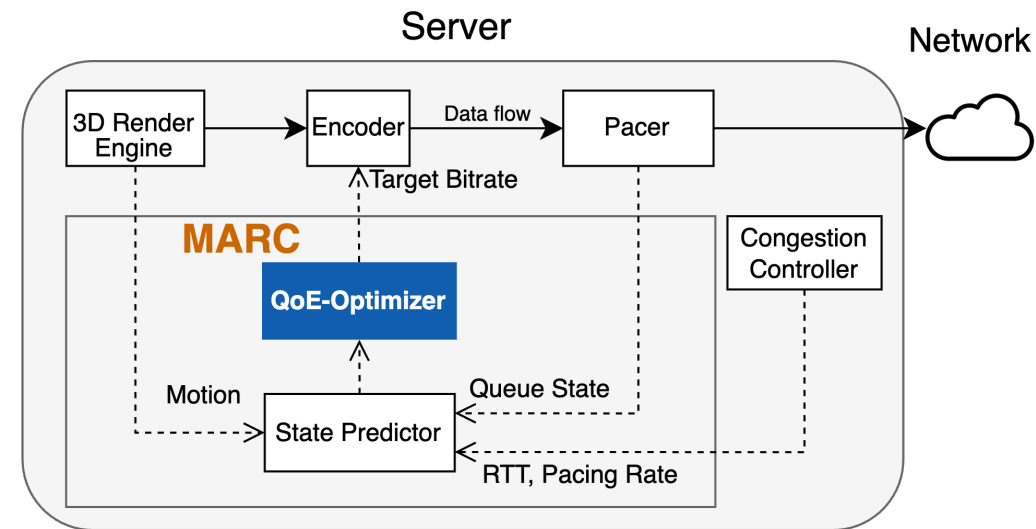 Server
Network
3D Render
Engine
Encoder
Data flow
Pacer
Target Bitrate
MARC
Congestion
Controller
QoE-Optimizer
Motion
Queue State
State Predictor
RTT, Pacing Rate